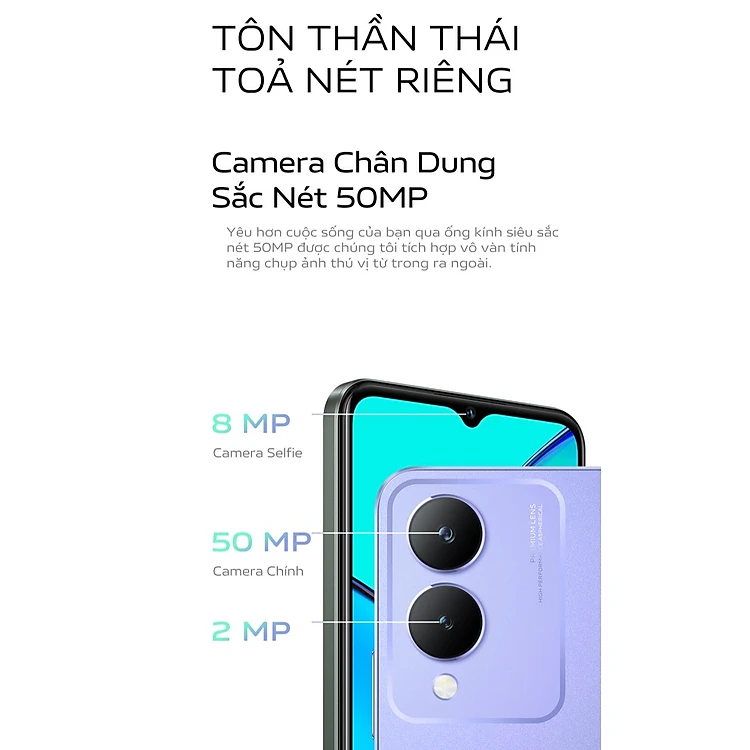 TÔN THẦN THÁI
TOẢ NÉT RIÊNG
Camera Chân Dung
Sắc Nét 50MP
Yêu hơn cuộc sống của bạn qua ống kính siêu sắc
nét 50MP được chúng tôi tích hợp vô vàn tính
năng chụp ảnh thú vị từ trong ra ngoài.
8 MP
Camera Selfie
50 MP
Camera Chính
2 MP
PREMIUM LENS
ASPHERICAL
HIGH PERFORM